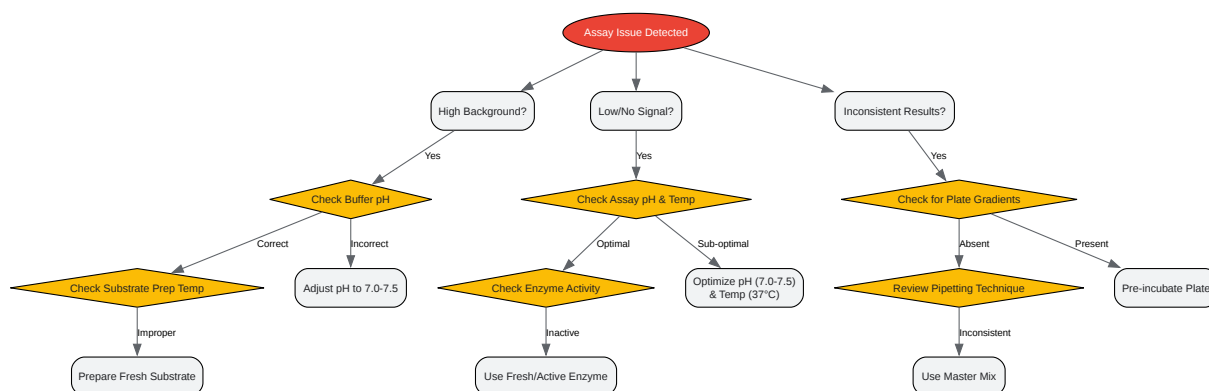 Assay Issue Detected
High Background?
Low/No Signal?
Inconsistent Results?
Yes
Yes
Yes
Check Buffer pH
Check Assay pH & Temp
Check for Plate Gradients
Correct
Incorrect
Optimal
Sub-optimal
Absent
Present
Check Substrate Prep Temp
Adjust pH to 7.0-7.5
Check Enzyme Activity
Optimize pH (7.0-7.5)
& Temp (37°C)
Review Pipetting Technique
Pre-incubate Plate
Improper
Inactive
Inconsistent
Prepare Fresh Substrate
Use Fresh/Active Enzyme
Use Master Mix